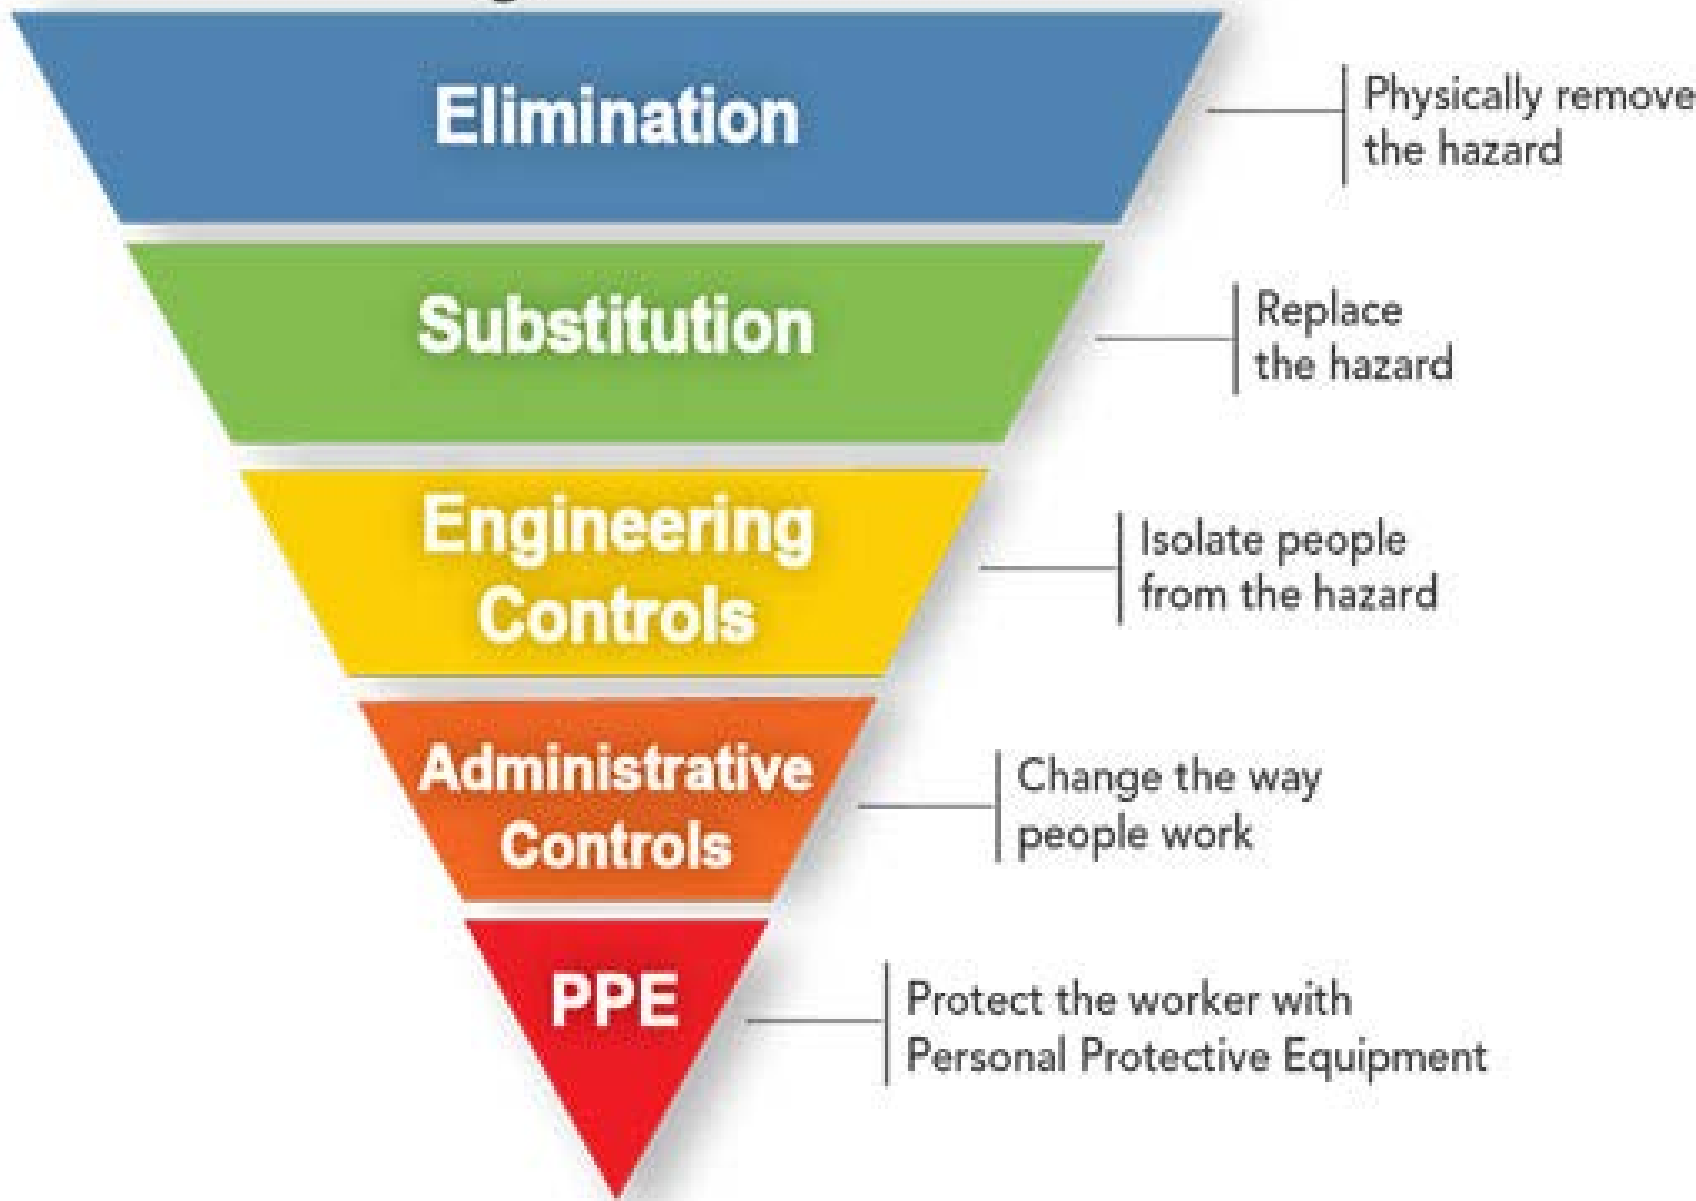 Elimination
Physically remove
the hazard
Substitution
Replace
the hazard
Engineering
Controls
Isolate people
from the hazard
Administrative
Controls
Change the way
people work
PPE
Protect the worker with
Personal Protective Equipment